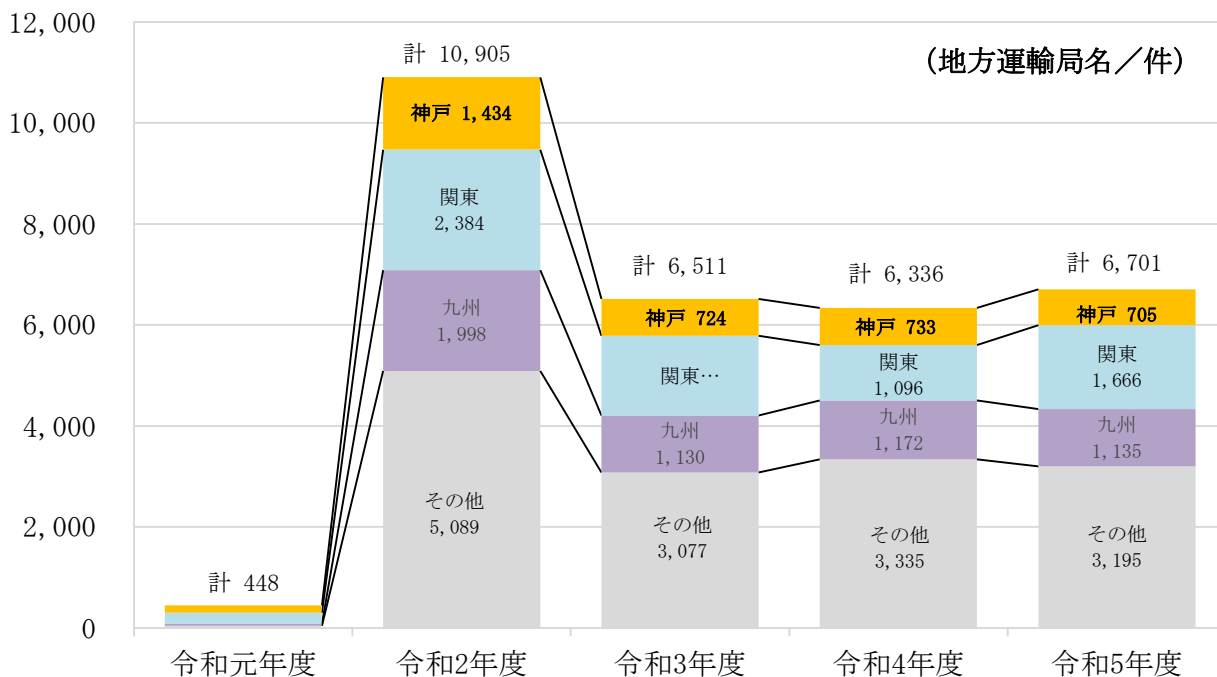 12,000
10,000
8,000
6,000
4,000
2,000
0
(地方運輸局名／件)
計 448
計 10,905
神戸 1,434
関東
2,384
九州
1,998
その他
5,089
計 6,511
神戸 724
関東…
九州
1,130
その他
3,077
計 6,336
神戸 733
関東
1,096
九州
1,172
その他
3,335
計 6,701
神戸 705
関東
1,666
九州
1,135
その他
3,195
令和元年度
令和2年度
令和3年度
令和4年度
令和5年度